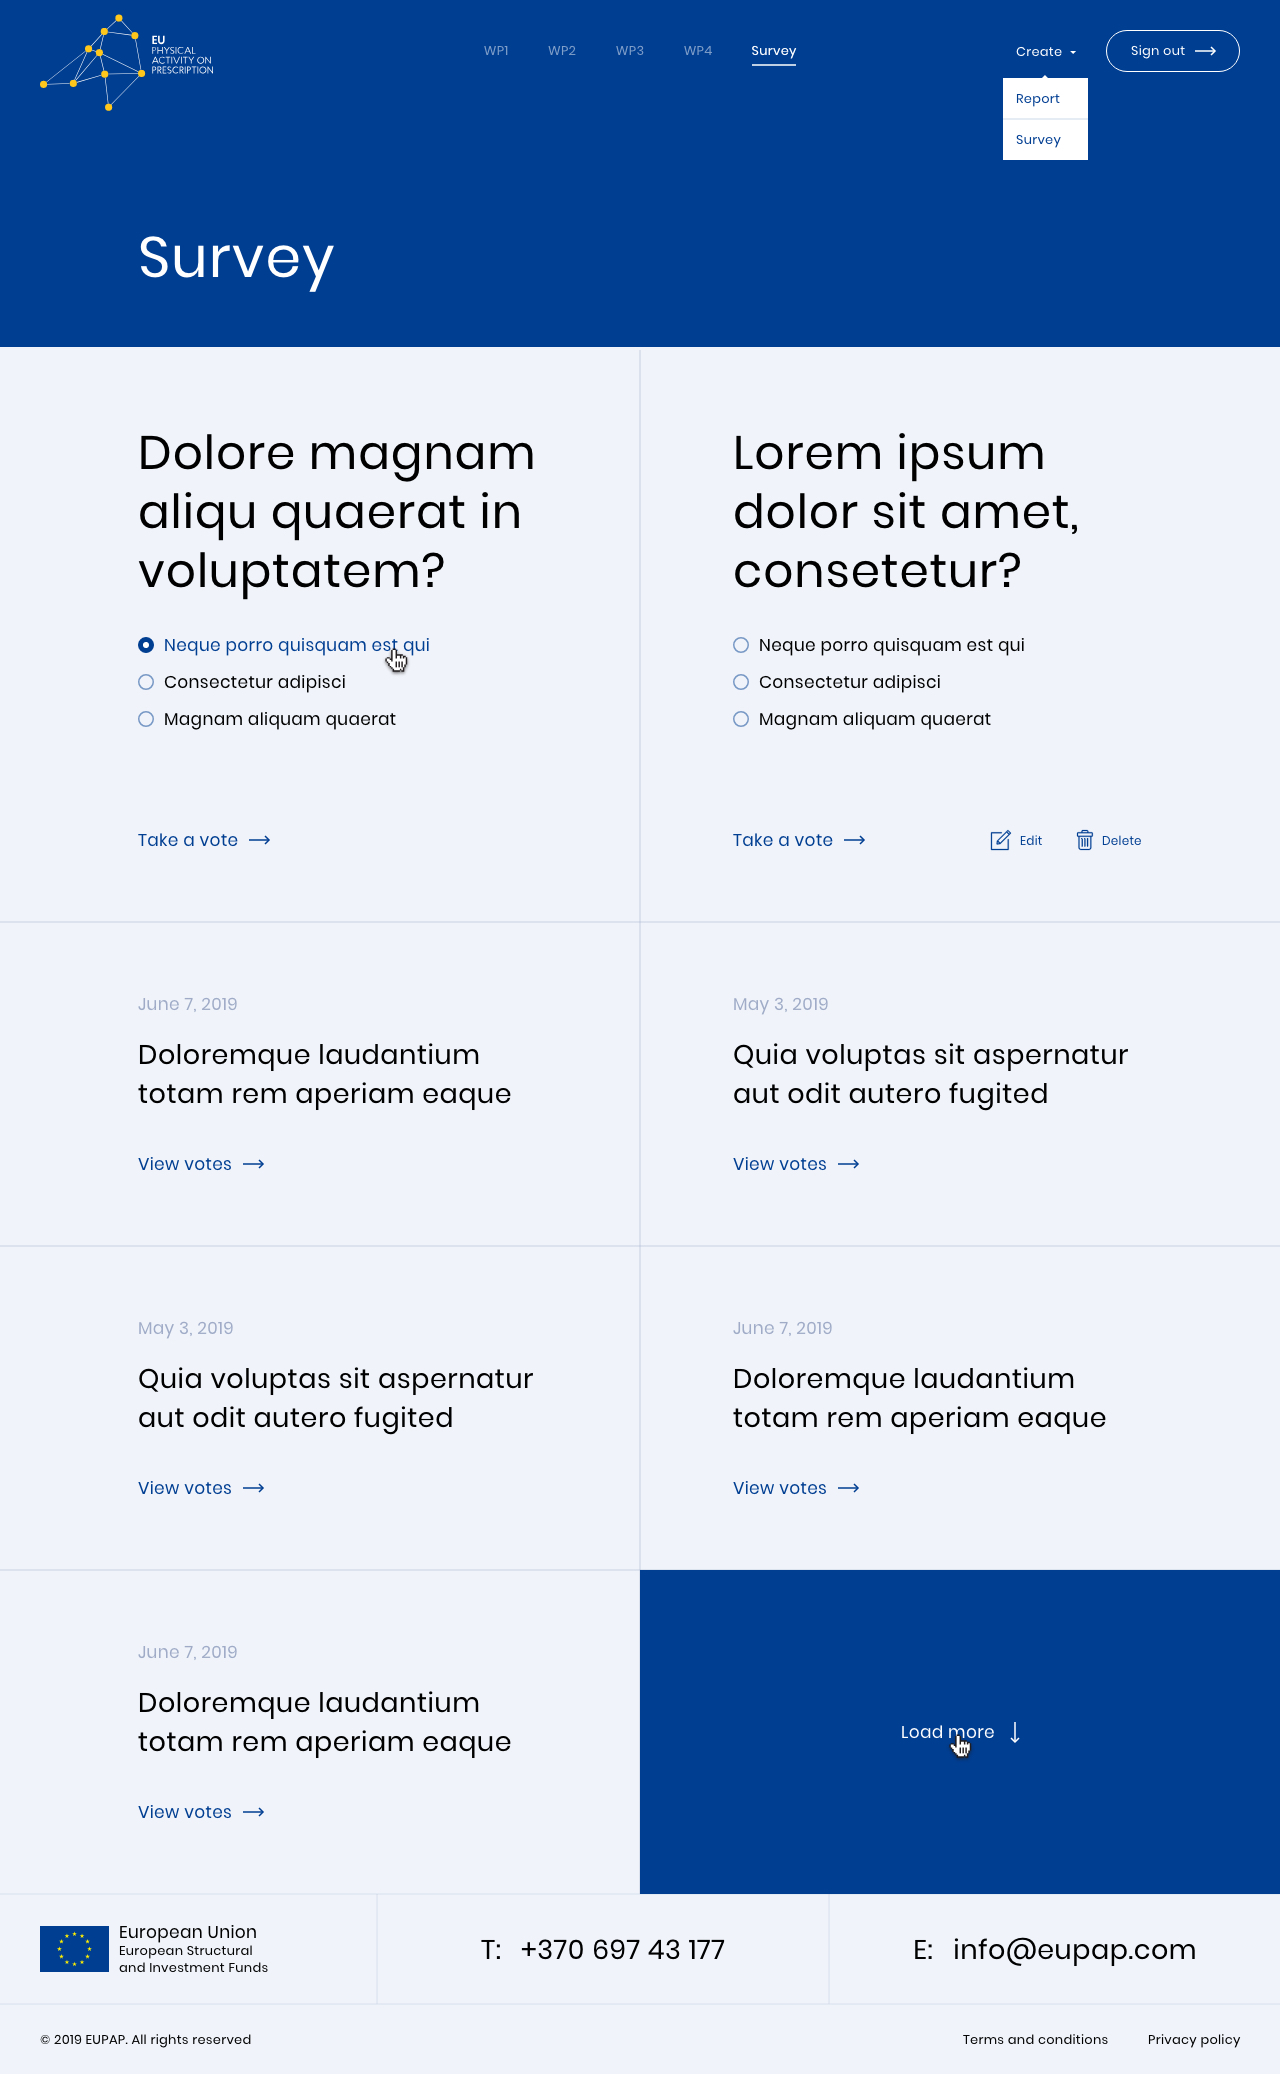 EU
PHYSICAL
ACTIVITY ON
PRESCRIPTION
WP1
WP2
WP3
WP4
Survey
Create
Sign out
Report
Survey
Survey
Dolore magnam
aliqu quaerat in
voluptatem?
Neque porro quisquam est qui
Consectetur adipisci
Magnam aliquam quaerat
Take a vote
Lorem ipsum
dolor sit amet,
consetetur?
Neque porro quisquam est qui
Consectetur adipisci
Magnam aliquam quaerat
Take a vote
Edit
Delete
June 7, 2019
Doloremque laudantium
totam rem aperiam eaque
View votes
May 3, 2019
Quia voluptas sit aspernatur
aut odit autero fugited
View votes
May 3, 2019
Quia voluptas sit aspernatur
aut odit autero fugited
View votes
June 7, 2019
Doloremque laudantium
totam rem aperiam eaque
View votes
June 7, 2019
Doloremque laudantium
totam rem aperiam eaque
View votes
Load more
European Union
European Structural
and Investment Funds
T: +370 697 43 177
E: info@eupap.com
© 2019 EUPAP. All rights reserved
Terms and conditions
Privacy policy